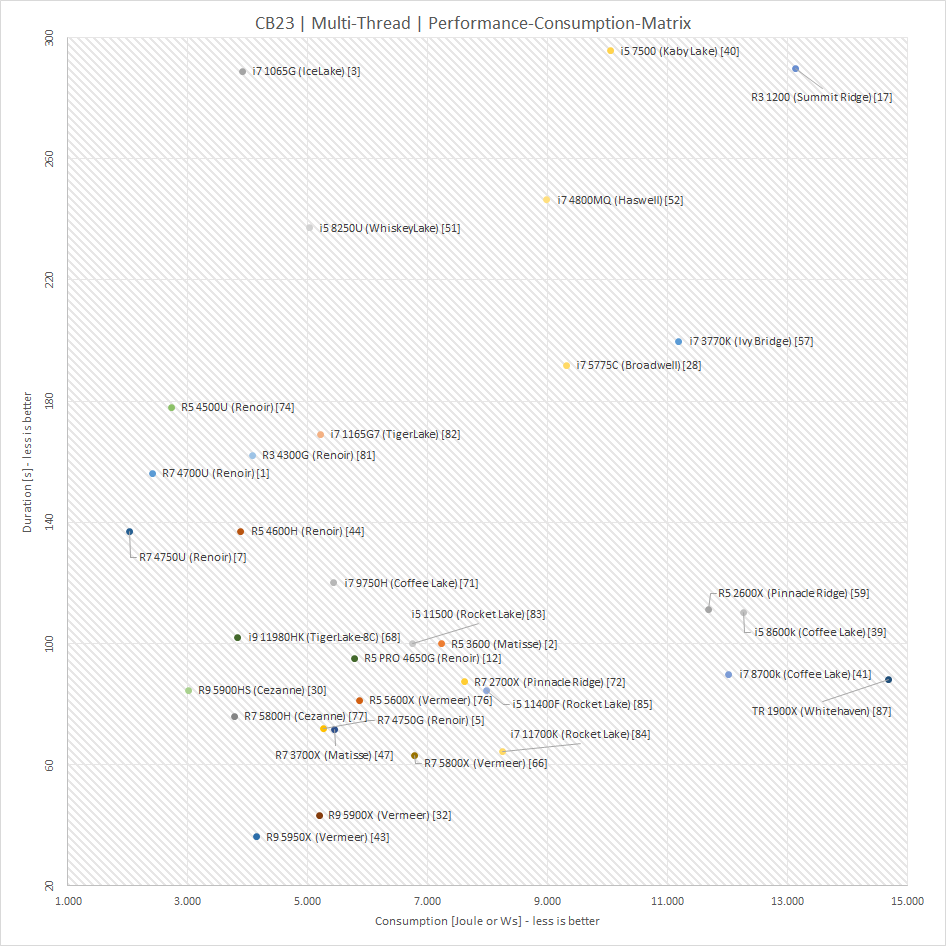 CB23 | Multi-Thread | Performance-Consumption-Matrix
300
i5 7500 (Kaby Lake) [40]
i7 1065G (IceLake) [3]
R3 1200 (Summit Ridge) [17]
260
i7 4800MQ (Haswell) [52]
i5 8250U (WhiskeyLake) [51]
220
i7 3770K (Ivy Bridge) [57]
i7 5775C (Broadwell) [28]
180
R5 4500U (Renoir) [74]
i7 1165G7 (TigerLake) [82]
R3 4300G (Renoir) [81]
R7 4700U (Renoir) [1]
Duration [s] - less is better
140
R5 4600H (Renoir) [44]
R7 4750U (Renoir) [7]
i7 9750H (Coffee Lake) [71]
R5 2600X (Pinnacle Ridge) [59]
i5 11500 (Rocket Lake) [83]
i5 8600k (Coffee Lake) [39]
i9 11980HK (TigerLake-8C) [68]
100
R5 3600 (Matisse) [2]
R5 PRO 4650G (Renoir) [12]
i7 8700k (Coffee Lake) [41]
R7 2700X (Pinnacle Ridge) [72]
R9 5900HS (Cezanne) [30]
R5 5600X (Vermeer) [76]
i5 11400F (Rocket Lake) [85]
TR 1900X (Whitehaven) [87]
R7 5800H (Cezanne) [77]
R7 4750G (Renoir) [5]
i7 11700K (Rocket Lake) [84]
R7 3700X (Matisse) [47]
R7 5800X (Vermeer) [66]
60
R9 5900X (Vermeer) [32]
R9 5950X (Vermeer) [43]
20
1.000
3.000
5.000
7.000
9.000
11.000
13.000
15.000
Consumption [Joule or Ws] - less is better